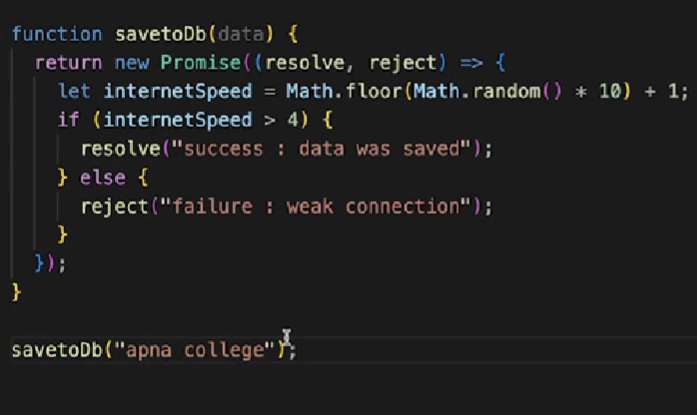 function savetoDb(data) {
  return new Promise((resolve, reject) => {
    let internetSpeed = Math.floor(Math.random() * 10) + 1;
    if (internetSpeed > 4) {
      resolve("success : data was saved");
    } else {
      reject("failure : weak connection");
    }
  });
}
savetoDb("apna college");